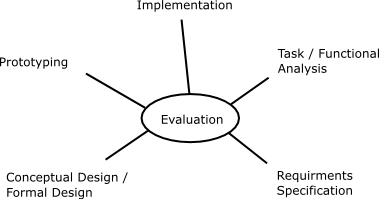 Implementation
Task / Functional
Analysis
Prototyping
Evaluation
Conceptual Design /
Formal Design
Requirments
Specification